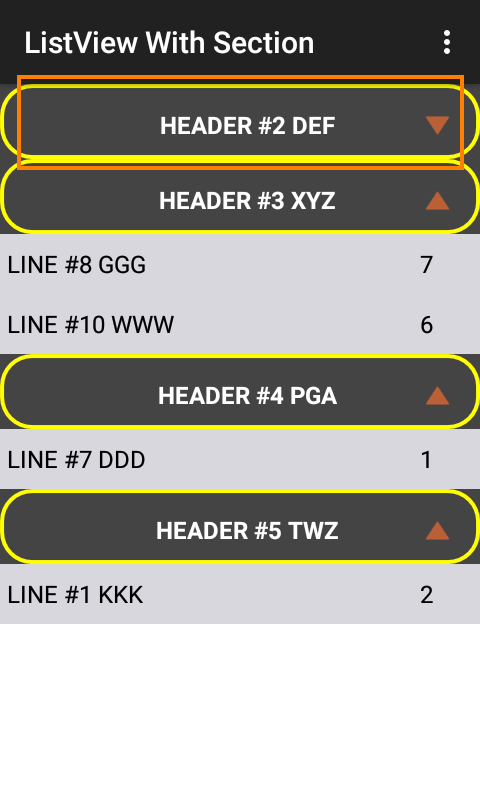 ListView With Section
HEADER #2 DEF
HEADER #3 XYZ
LINE #8 GGG 7
LINE #10 WWW 6
HEADER #4 PGA
LINE #7 DDD 1
HEADER #5 TWZ
LINE #1 KKK 2